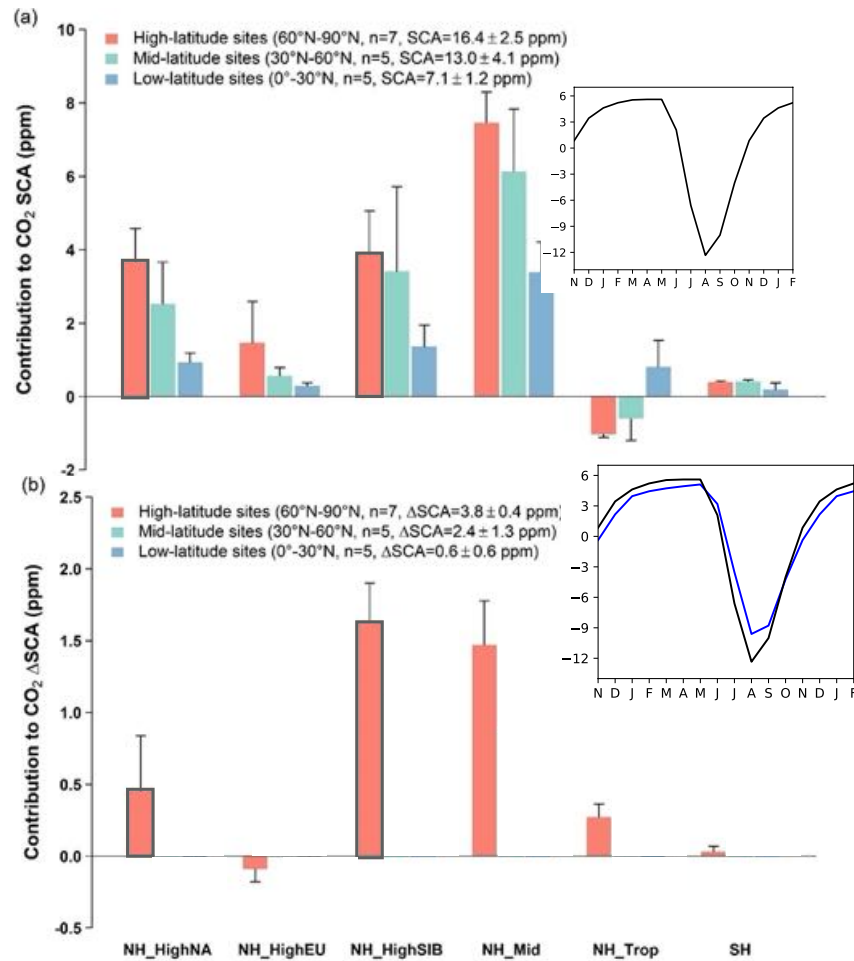 (a)
10
8
6
4
2
0
-2
Contribution to CO₂ SCA (ppm)
High-latitude sites (60°N-90°N, n=7, SCA=16.4±2.5 ppm)
Mid-latitude sites (30°N-60°N, n=5, SCA=13.0±4.1 ppm)
Low-latitude sites (0°-30°N, n=5, SCA=7.1±1.2 ppm)
6
3
0
−3
−6
−9
−12
N D J F M A M J J A S O N D J F
(b)
2.5
2.0
1.5
1.0
0.5
0.0
-0.5
Contribution to CO₂ ΔSCA (ppm)
High-latitude sites (60°N-90°N, n=7, ΔSCA=3.8±0.4 ppm)
Mid-latitude sites (30°N-60°N, n=5, ΔSCA=2.4±1.3 ppm)
Low-latitude sites (0°-30°N, n=5, ΔSCA=0.6±0.6 ppm)
6
3
0
−3
−6
−9
−12
N D J F M A M J J A S O N D J F
NH_HighNA NH_HighEU NH_HighSIB NH_Mid NH_Trop SH